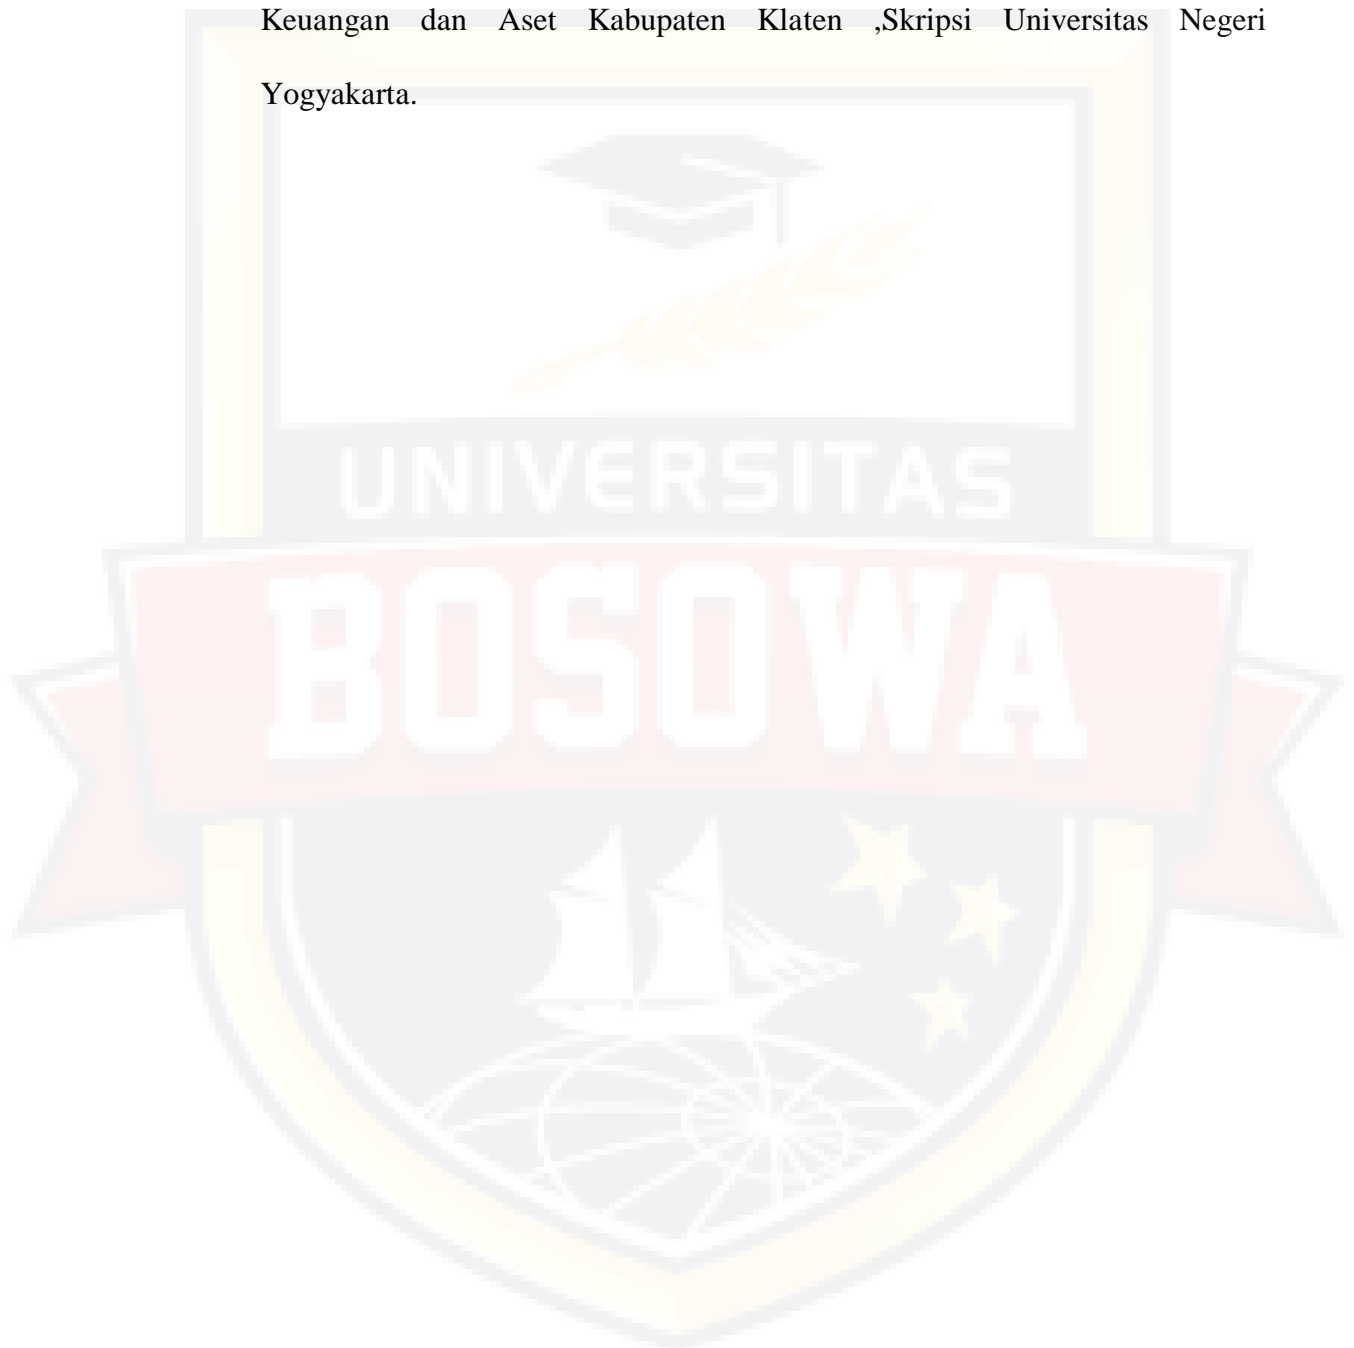 Keuangan dan Aset Kabupaten Klaten ,Skripsi Universitas Negeri
Yogyakarta.
UNIVERSITAS
BOSOWA